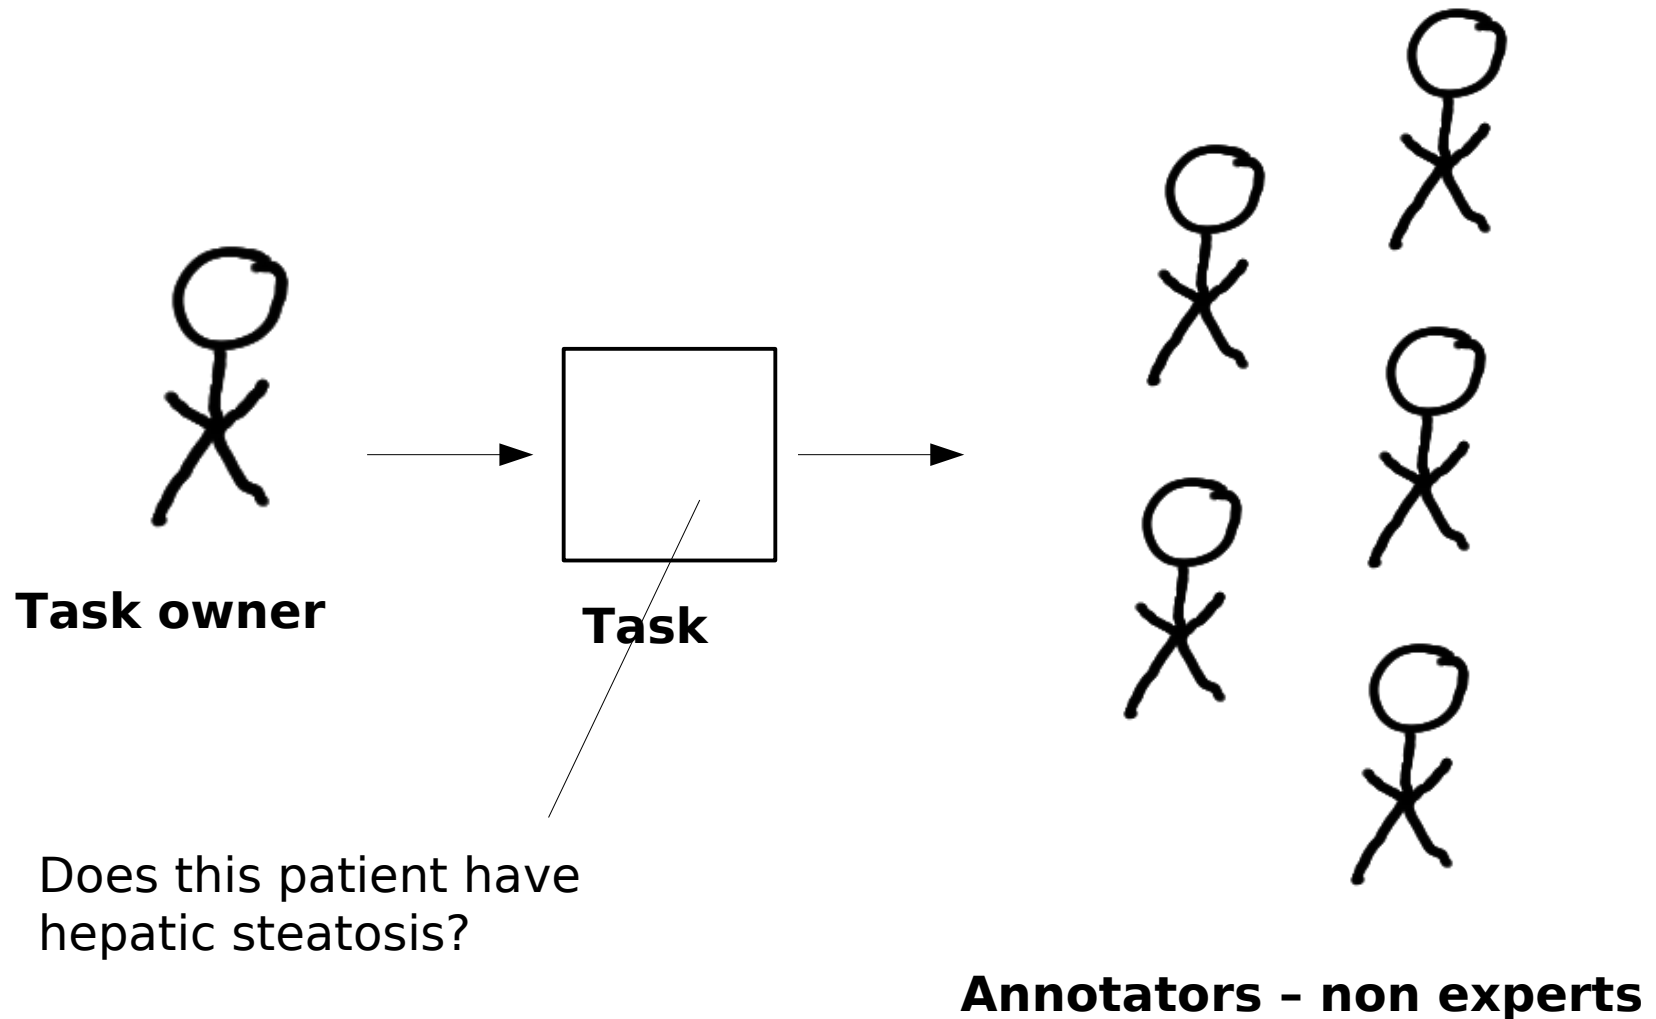 Task owner
Task
Does this patient have
hepatic steatosis?
Annotators – non experts